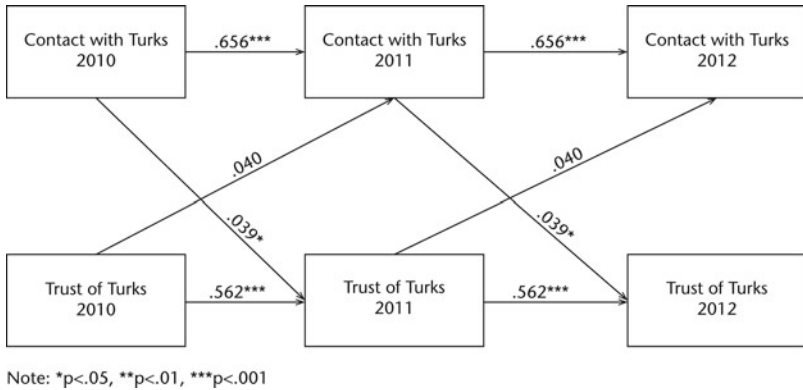 Contact with Turks
2010
.656***
Contact with Turks
2011
.656***
Contact with Turks
2012
.040
.039*
.040
.039*
Trust of Turks
2010
.562***
Trust of Turks
2011
.562***
Trust of Turks
2012
Note: *p<.05, **p<.01, ***p<.001